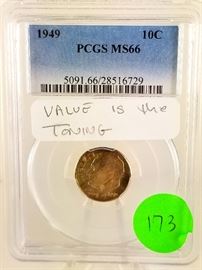 1949 10C
PCGS MS66
5091.66/28516729
VALUE is the
TONING
173